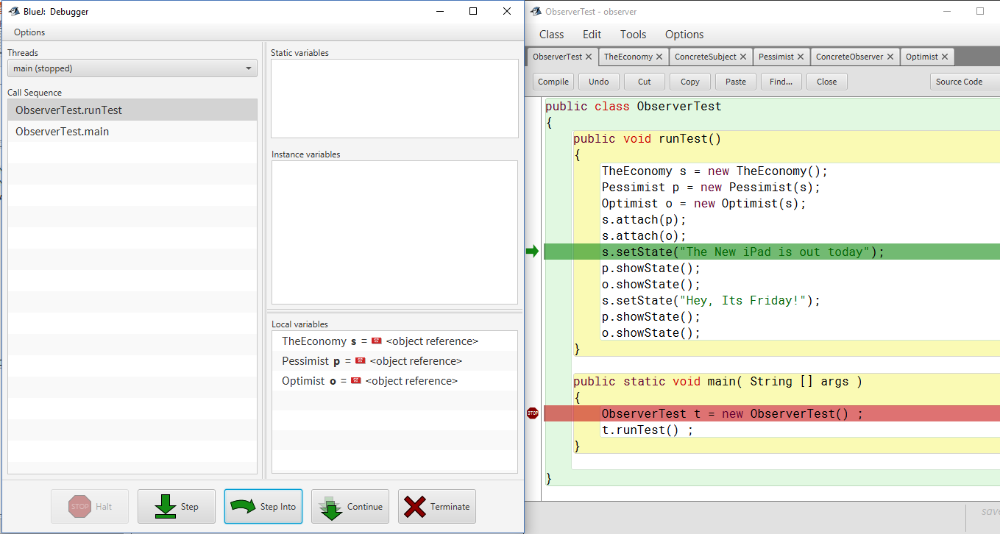 BlueJ: Debugger
Options
Threads
main (stopped)
Call Sequence
ObserverTest.runTest
ObserverTest.main
Static variables
Instance variables
Local variables
TheEconomy s = <object reference>
Pessimist p = <object reference>
Optimist o = <object reference>
STOP Halt
Step
Step Into
Continue
Terminate
ObserverTest - observer
Class Edit Tools Options
ObserverTest TheEconomy ConcreteSubject Pessimist ConcreteObserver Optimist
Compile Undo Cut Copy Paste Find... Close Source Code
public class ObserverTest
{
public void runTest()
{
TheEconomy s = new TheEconomy();
Pessimist p = new Pessimist(s);
Optimist o = new Optimist(s);
s.attach(p);
s.attach(o);
s.setState("The New iPad is out today");
p.showState();
o.showState();
s.setState("Hey, Its Friday!");
p.showState();
o.showState();
}
public static void main( String [] args )
{
STOP ObserverTest t = new ObserverTest() ;
t.runTest() ;
}
}
save